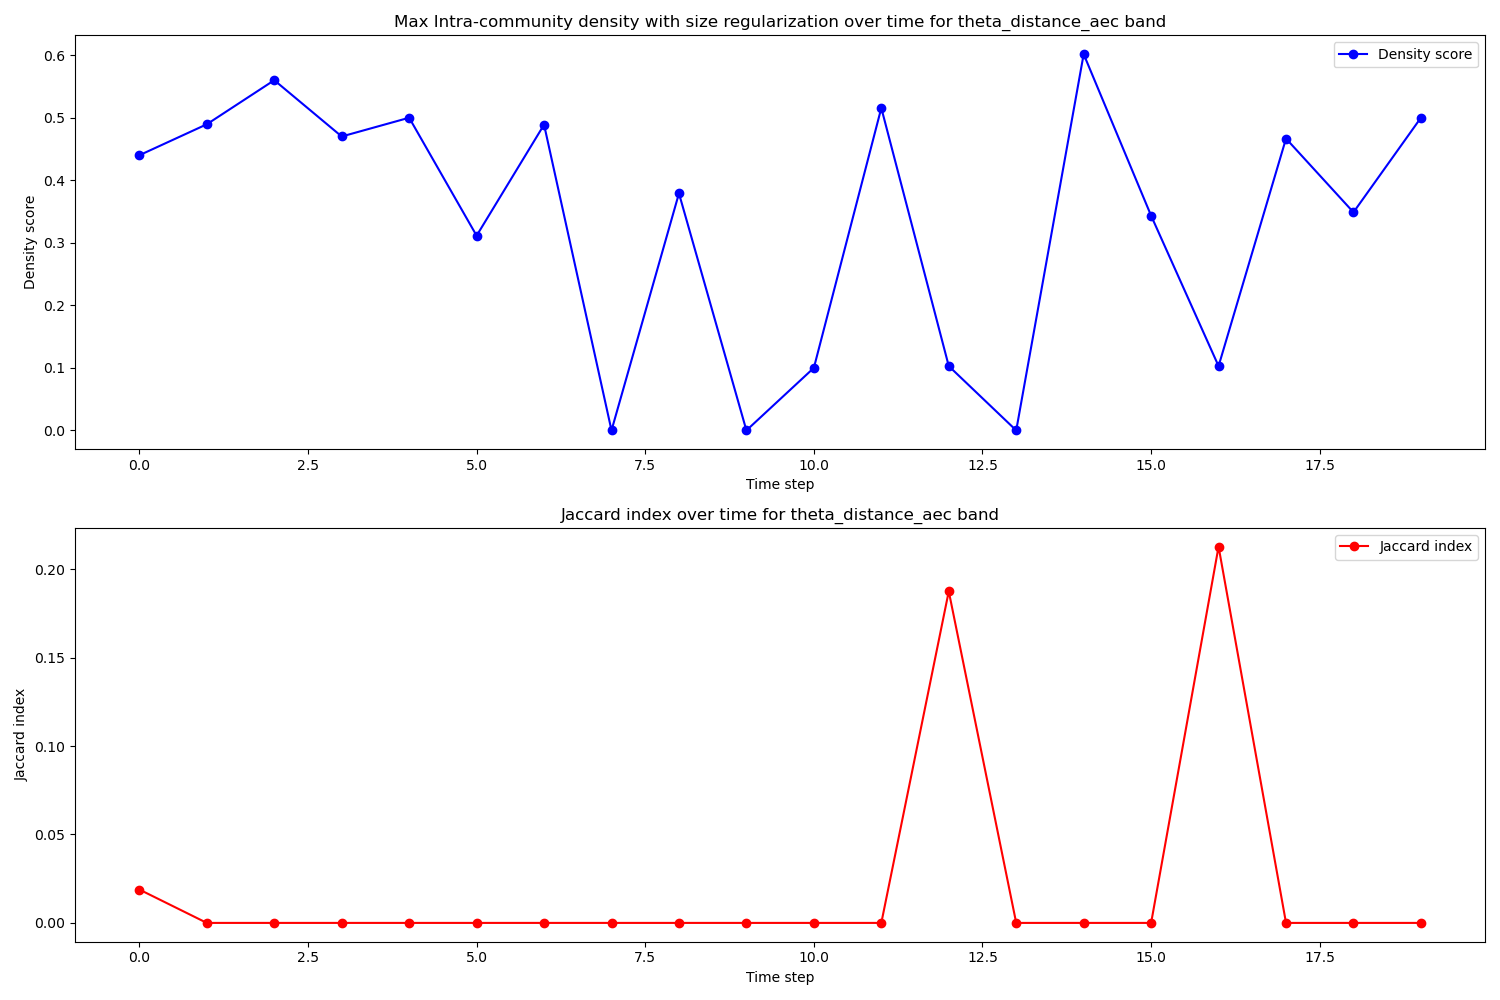 Max Intra-community density with size regularization over time for theta_distance_aec band
Density score
0.6
0.5
0.4
0.3
0.2
0.1
0.0
Density score
0.0 2.5 5.0 7.5 10.0 12.5 15.0 17.5
Time step
Jaccard index over time for theta_distance_aec band
Jaccard index
0.20
0.15
0.10
0.05
0.00
Jaccard index
0.0 2.5 5.0 7.5 10.0 12.5 15.0 17.5
Time step